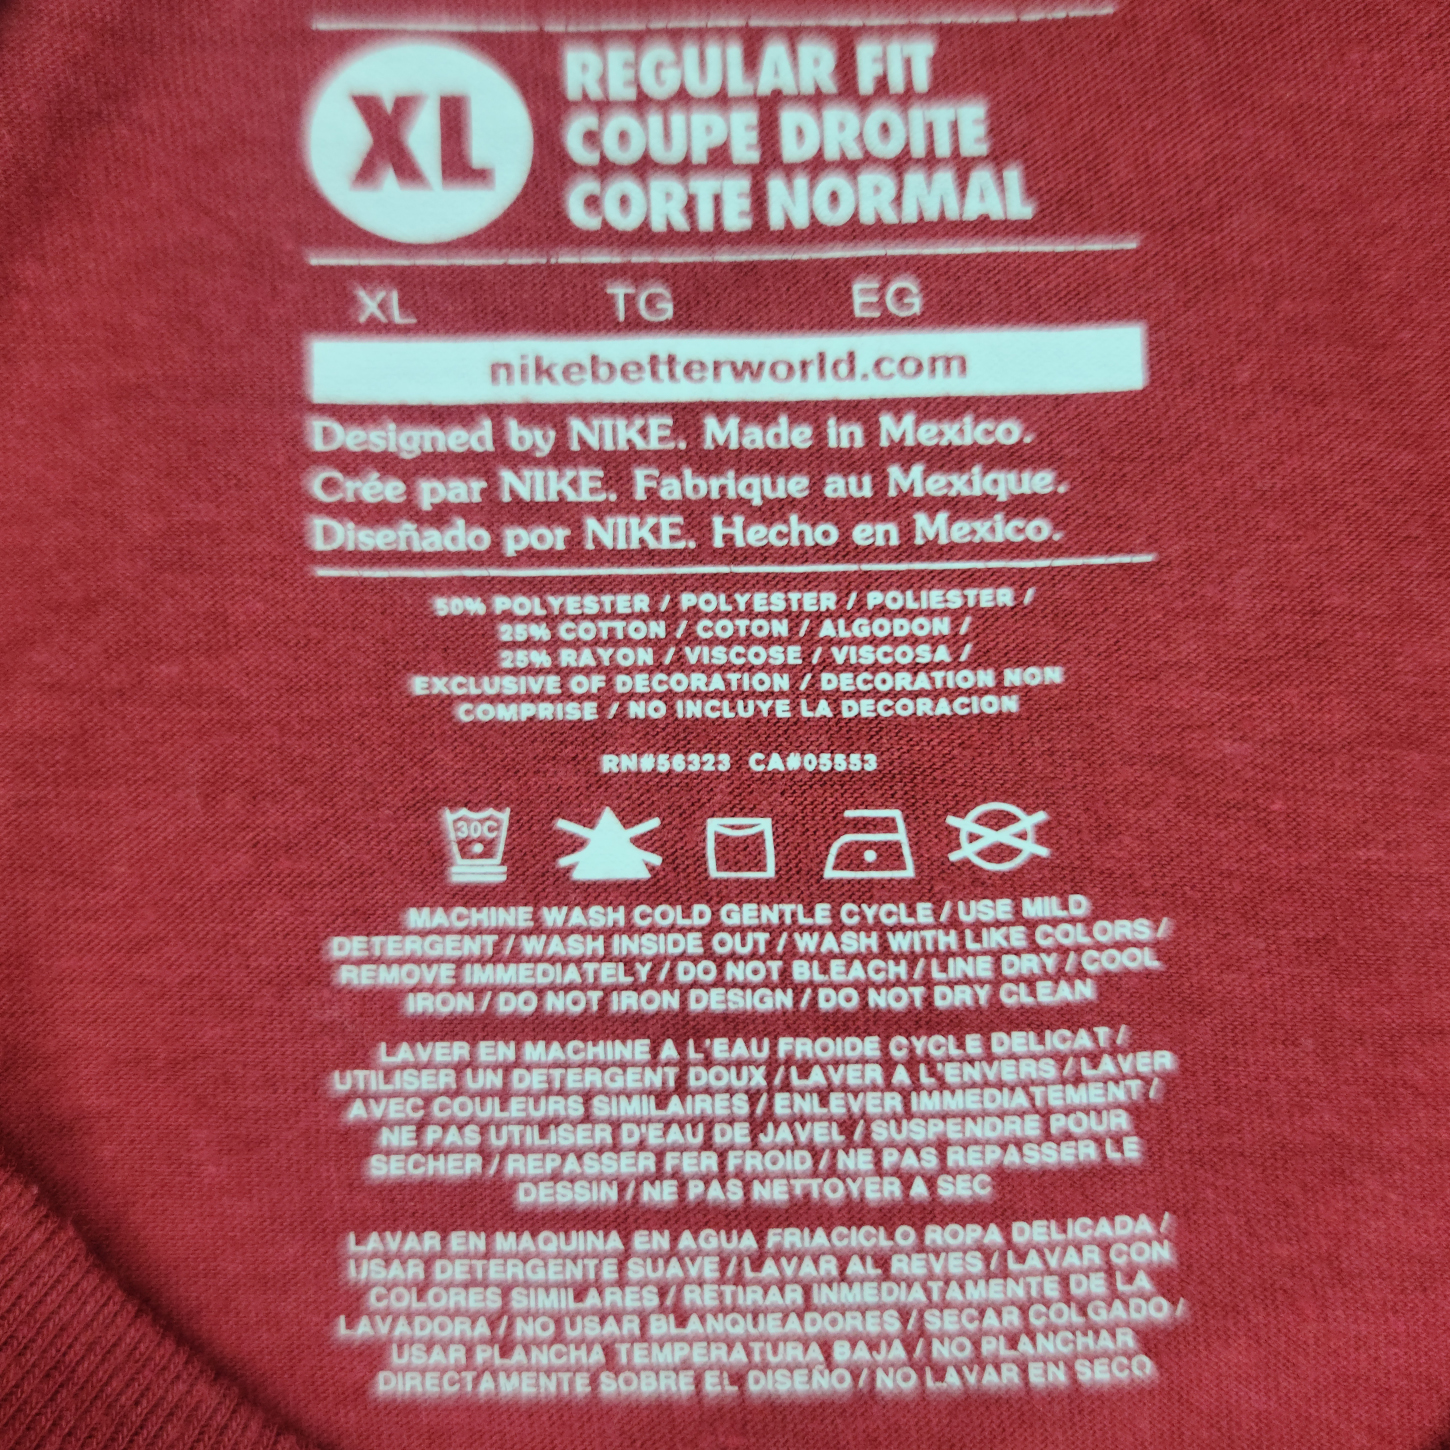 XL
REGULAR FIT
COUPE DROITE
CORTE NORMAL
XL TG EG
nikebetterworld.com
Designed by NIKE. Made in Mexico.
Crée par NIKE. Fabrique au Mexique.
Diseñado por NIKE. Hecho en Mexico.
50% POLYESTER / POLYESTER / POLIESTER /
25% COTTON / COTON / ALGODON /
25% RAYON / VISCOSE / VISCOSA /
EXCLUSIVE OF DECORATION / DECORATION NON
COMPRISE / NO INCLUYE LA DECORACION
RN#56323 CA#05553
30C
MACHINE WASH COLD GENTLE CYCLE / USE MILD
DETERGENT / WASH INSIDE OUT / WASH WITH LIKE COLORS /
REMOVE IMMEDIATELY / DO NOT BLEACH / LINE DRY / COOL
IRON / DO NOT IRON DESIGN / DO NOT DRY CLEAN
LAVER EN MACHINE A L'EAU FROIDE CYCLE DELICAT /
UTILISER UN DETERGENT DOUX / LAVER A L'ENVERS / LAVER
AVEC COULEURS SIMILAIRES / ENLEVER IMMEDIATEMENT /
NE PAS UTILISER D'EAU DE JAVEL / SUSPENDRE POUR
SECHER / REPASSER FER FROID / NE PAS REPASSER LE
DESSIN / NE PAS NETTOYER A SEC
LAVAR EN MAQUINA EN AGUA FRIACICLO ROPA DELICADA /
USAR DETERGENTE SUAVE / LAVAR AL REVES / LAVAR CON
COLORES SIMILARES / RETIRAR INMEDIATAMENTE DE LA
LAVADORA / NO USAR BLANQUEADORES / SECAR COLGADO /
USAR PLANCHA TEMPERATURA BAJA / NO PLANCHAR
DIRECTAMENTE SOBRE EL DISEÑO / NO LAVAR EN SECO